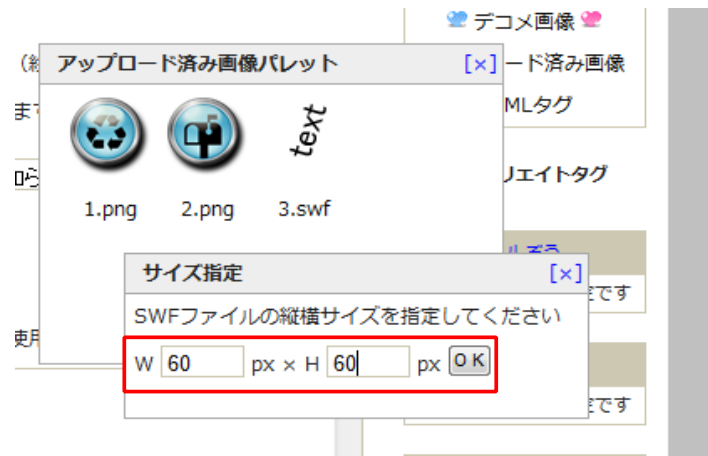 デコメ画像
アップロード済み画像パレット [×]
ード済み画像
MLタグ
text
1.png 2.png 3.swf
リエイトタグ
サイズ指定 [×]
SWFファイルの縦横サイズを指定してください
W 60 px × H 60 px OK
です
です